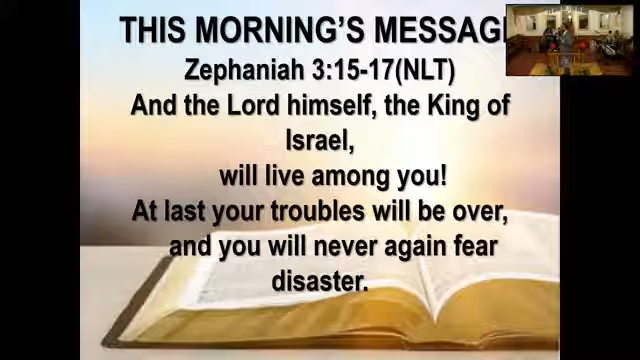 THIS MORNING'S MESSAG
Zephaniah 3:15-17(NLT)
And the Lord himself, the King of
Israel,
will live among you!
At last your troubles will be over,
and you will never again fear
disaster.